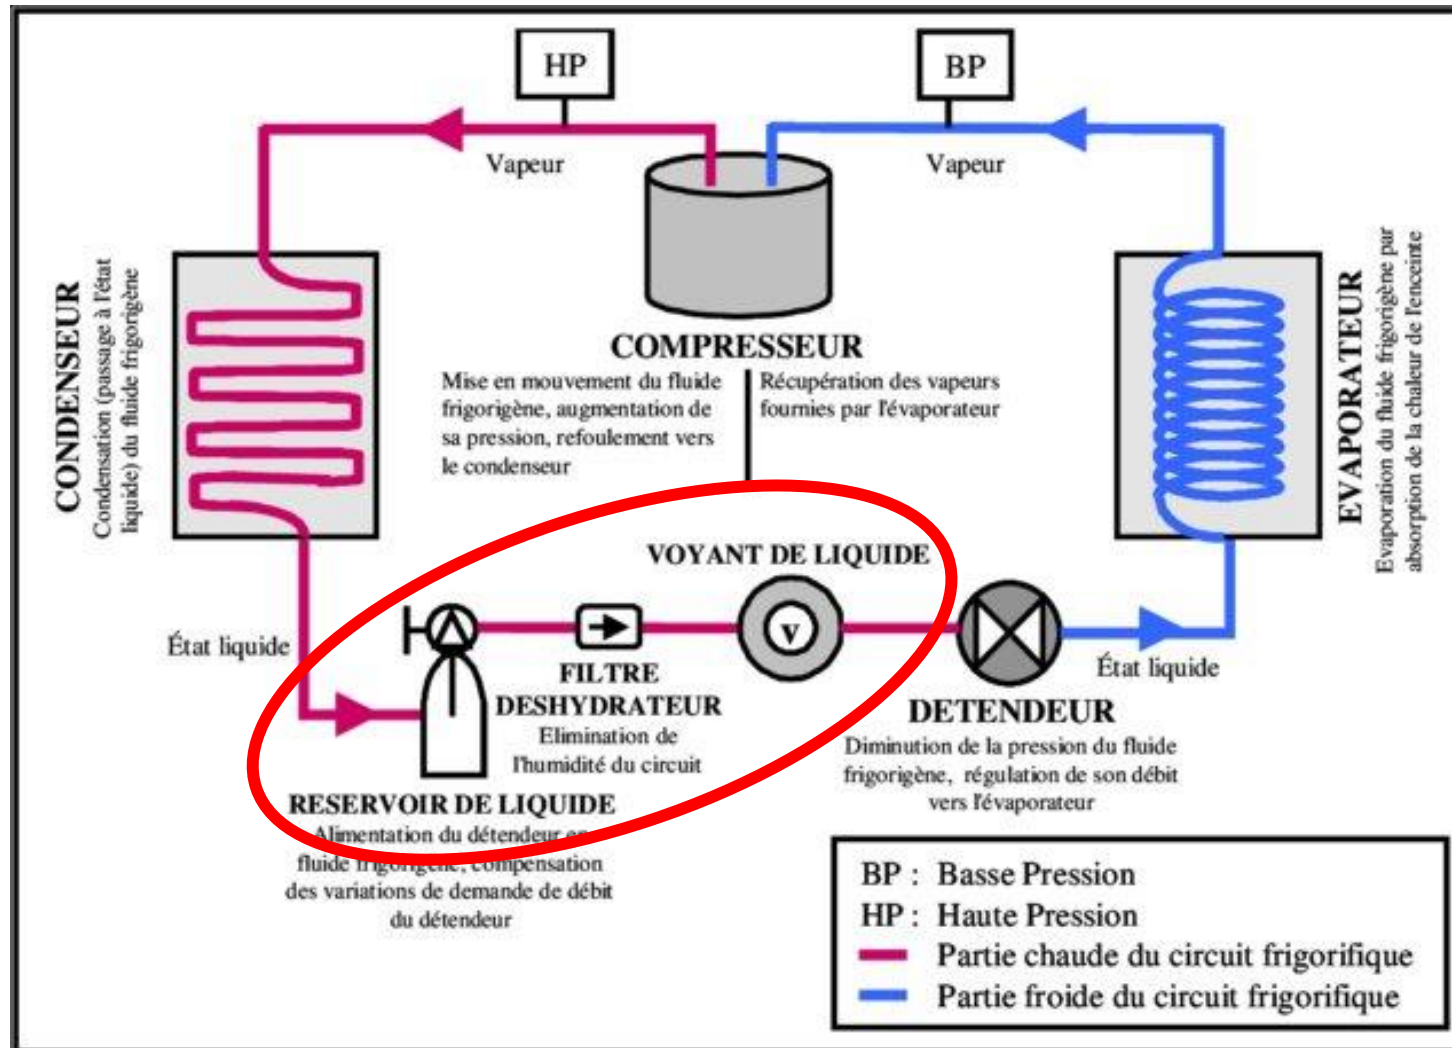 HP
BP
Vapeur
Vapeur
CONDENSEUR
Condensation (passage à l'état
liquide) du fluide frigorigène
COMPRESSEUR
Mise en mouvement du fluide
frigorigène, augmentation de
sa pression, refoulement vers
le condenseur
Récupération des vapeurs
fournies par l'évaporateur
EVAPORATEUR
Evaporation du fluide frigorigène par
absorption de la chaleur de l'enceinte
VOYANT DE LIQUIDE
v
État liquide
FILTRE
DESHYDRATEUR
Elimination de
l'humidité du circuit
État liquide
DETENDEUR
Diminution de la pression du fluide
frigorigène, régulation de son débit
vers l'évaporateur
RESERVOIR DE LIQUIDE
Alimentation du détendeur en
fluide frigorigène, compensation
des variations de demande de débit
du détendeur
BP : Basse Pression
HP : Haute Pression
Partie chaude du circuit frigorifique
Partie froide du circuit frigorifique